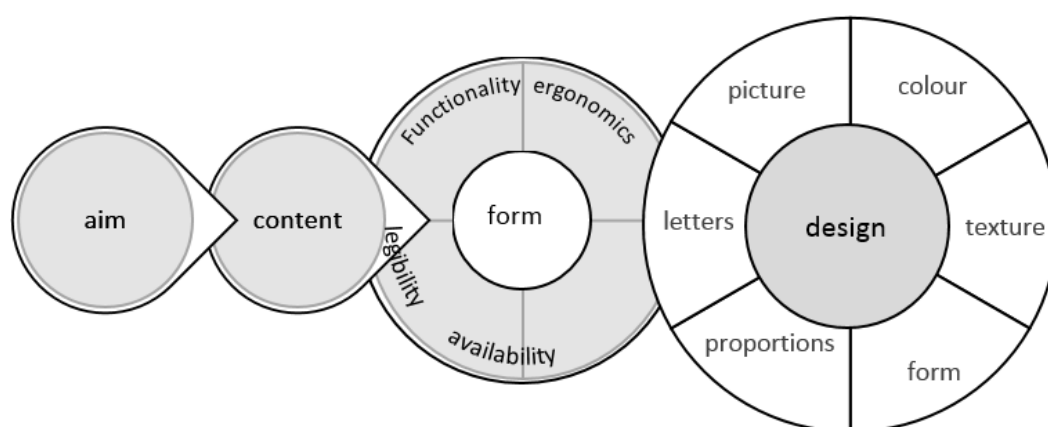 aim
content
Functionality
ergonomics
legibility
availability
form
picture
colour
letters
texture
proportions
form
design